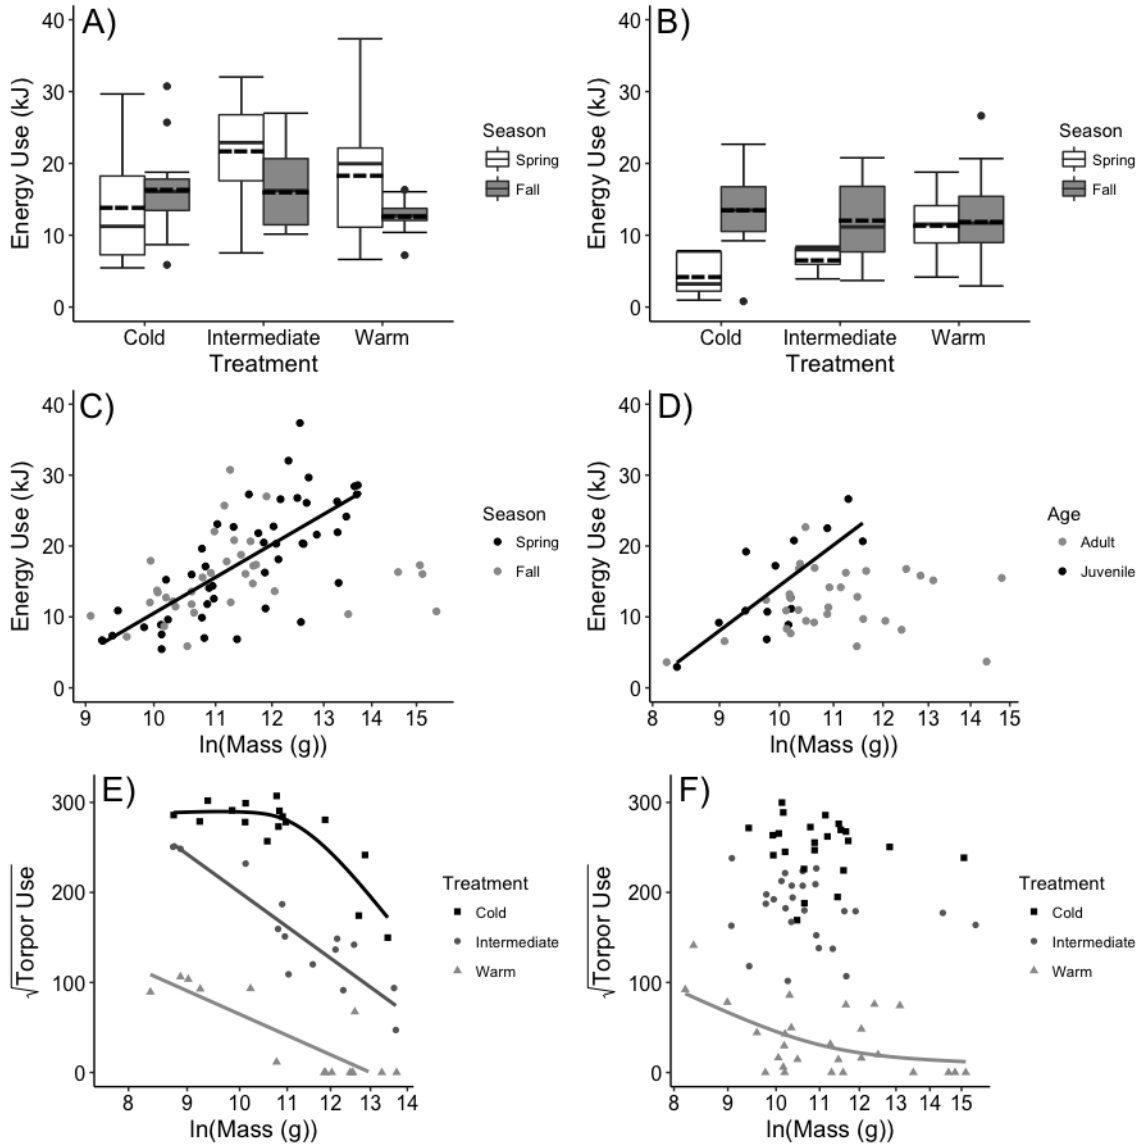 A)
Energy Use (kJ)
40
30
20
10
0
Cold Intermediate Warm
Treatment
Season
Spring
Fall
B)
Energy Use (kJ)
40
30
20
10
0
Cold Intermediate Warm
Treatment
Season
Spring
Fall
C)
Energy Use (kJ)
40
30
20
10
0
9 10 11 12 13 14 15
ln(Mass (g))
Season
Spring
Fall
D)
Energy Use (kJ)
40
30
20
10
0
8 9 10 11 12 13 14 15
ln(Mass (g))
Age
Adult
Juvenile
E)
√Torpor Use
300
200
100
0
8 9 10 11 12 13 14
ln(Mass (g))
Treatment
Cold
Intermediate
Warm
F)
√Torpor Use
300
200
100
0
8 9 10 11 12 13 14 15
ln(Mass (g))
Treatment
Cold
Intermediate
Warm